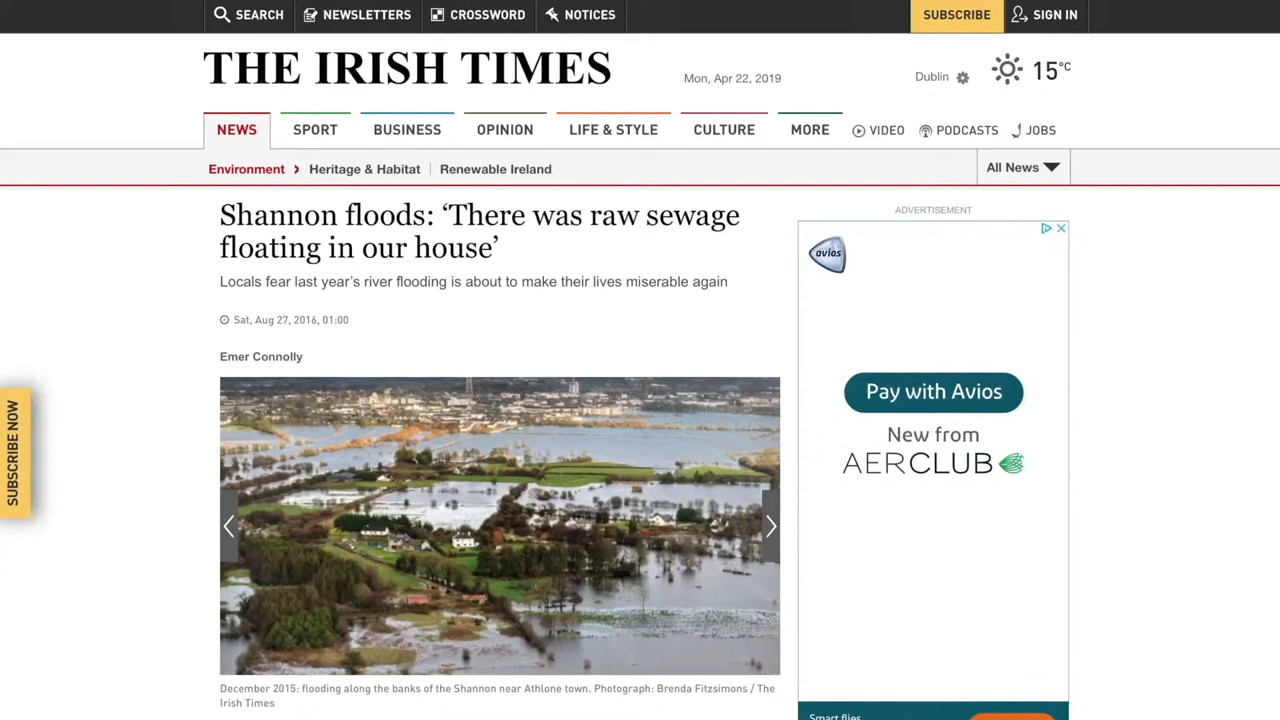 SEARCH NEWSLETTERS CROSSWORD NOTICES SUBSCRIBE SIGN IN
THE IRISH TIMES
Mon, Apr 22, 2019
Dublin
15°C
NEWS SPORT BUSINESS OPINION LIFE & STYLE CULTURE MORE VIDEO PODCASTS JOBS
Environment Heritage & Habitat Renewable Ireland All News
Shannon floods: ‘There was raw sewage
floating in our house’
Locals fear last year’s river flooding is about to make their lives miserable again
Sat, Aug 27, 2016, 01:00
Emer Connolly
SUBSCRIBE NOW
December 2015: flooding along the banks of the Shannon near Athlone town. Photograph: Brenda Fitzsimons / The
Irish Times
ADVERTISEMENT
avios
Pay with Avios
New from
AERCLUB
Smart flies